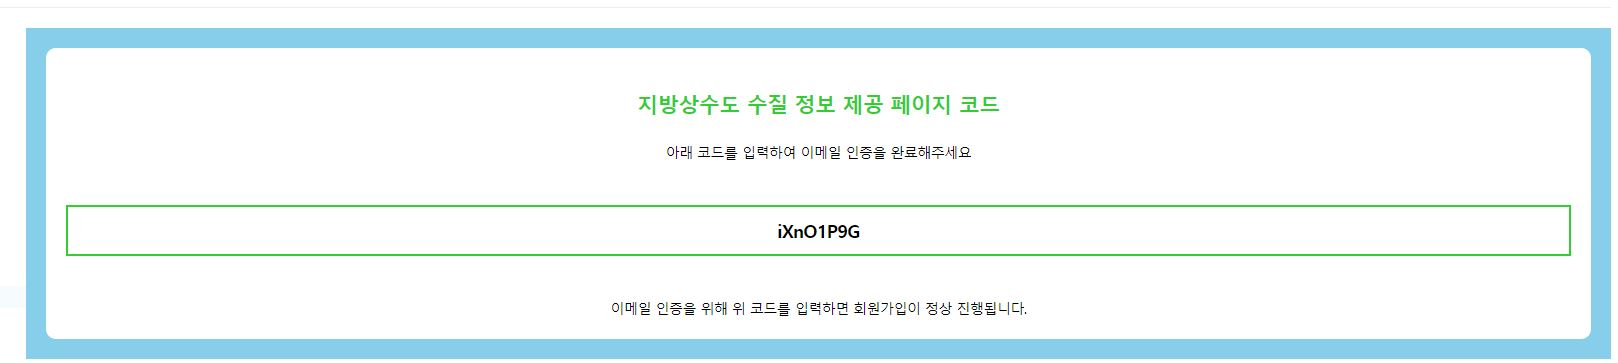 지방상수도 수질 정보 제공 페이지 코드
아래 코드를 입력하여 이메일 인증을 완료해주세요
iXnO1P9G
이메일 인증을 위해 위 코드를 입력하면 회원가입이 정상 진행됩니다.